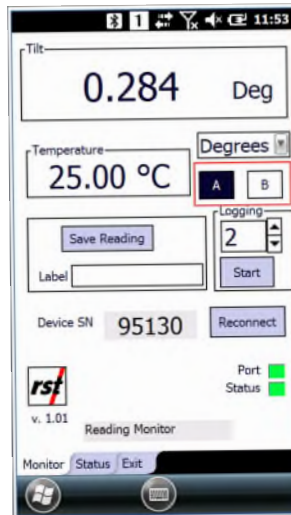 1 11:53
Tilt
0.284 Deg
Temperature
25.00 °C
Degrees
A B
Save Reading
Label
Logging
2
Start
Device SN 95130
Reconnect
rst
v. 1.01
Port
Status
Reading Monitor
Monitor Status Exit